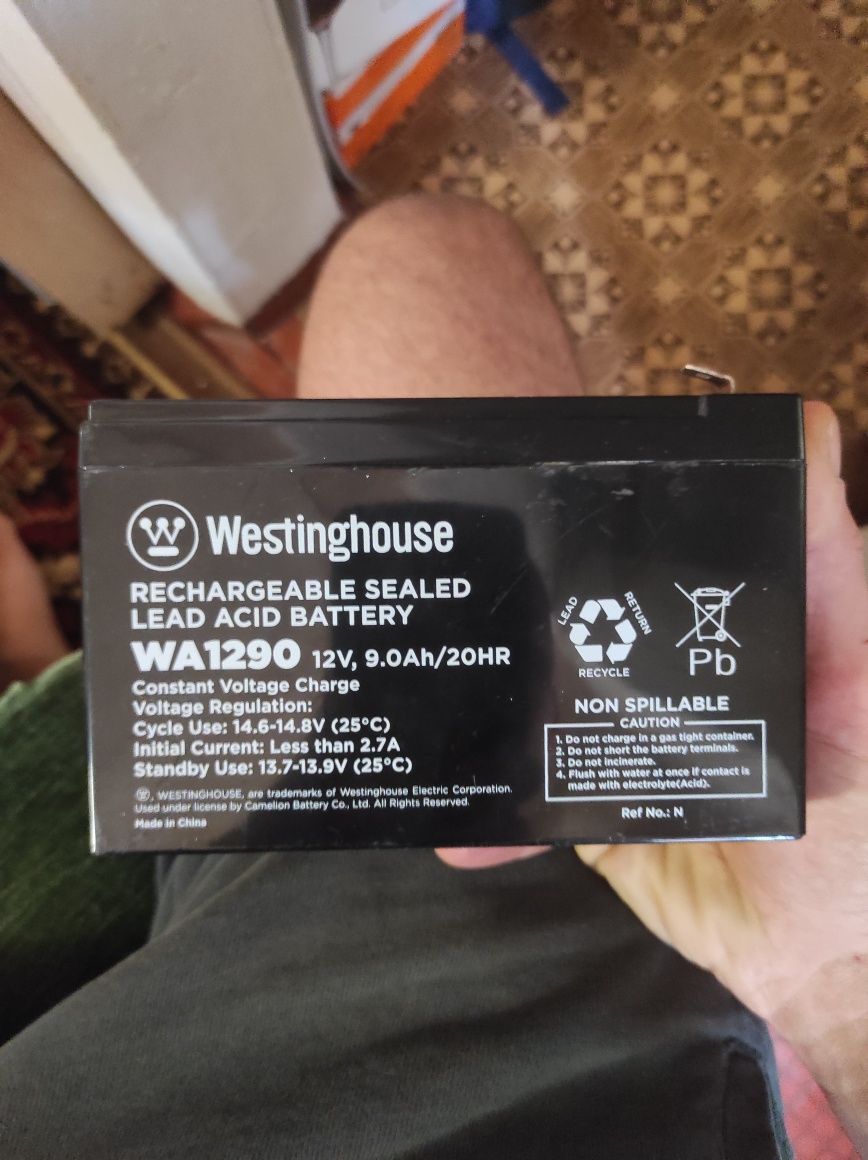 Westinghouse
RECHARGEABLE SEALED
LEAD ACID BATTERY
WA1290 12V, 9.0Ah/20HR
Constant Voltage Charge
Voltage Regulation:
Cycle Use: 14.6-14.8V (25°C)
Initial Current: Less than 2.7A
Standby Use: 13.7-13.9V (25°C)
W, WESTINGHOUSE, are trademarks of Westinghouse Electric Corporation.
Used under license by Camelion Battery Co., Ltd. All Rights Reserved.
Made in China
LEAD
RETURN
RECYCLE
Pb
NON SPILLABLE
CAUTION
1. Do not charge in a gas tight container.
2. Do not short the battery terminals.
3. Do not incinerate.
4. Flush with water at once if contact is
made with electrolyte(Acid).
Ref No.: N